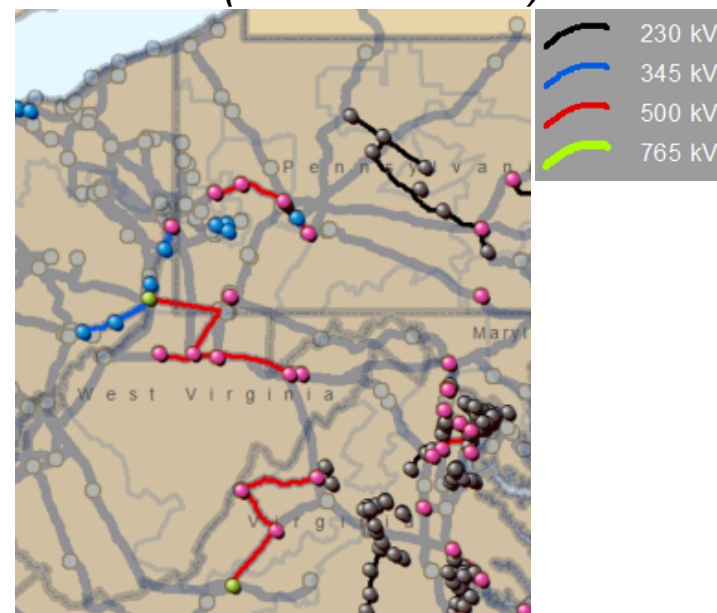 230 kV
345 kV
500 kV
765 kV
Pennsylvani
Maryl
West Virginia
Virginia